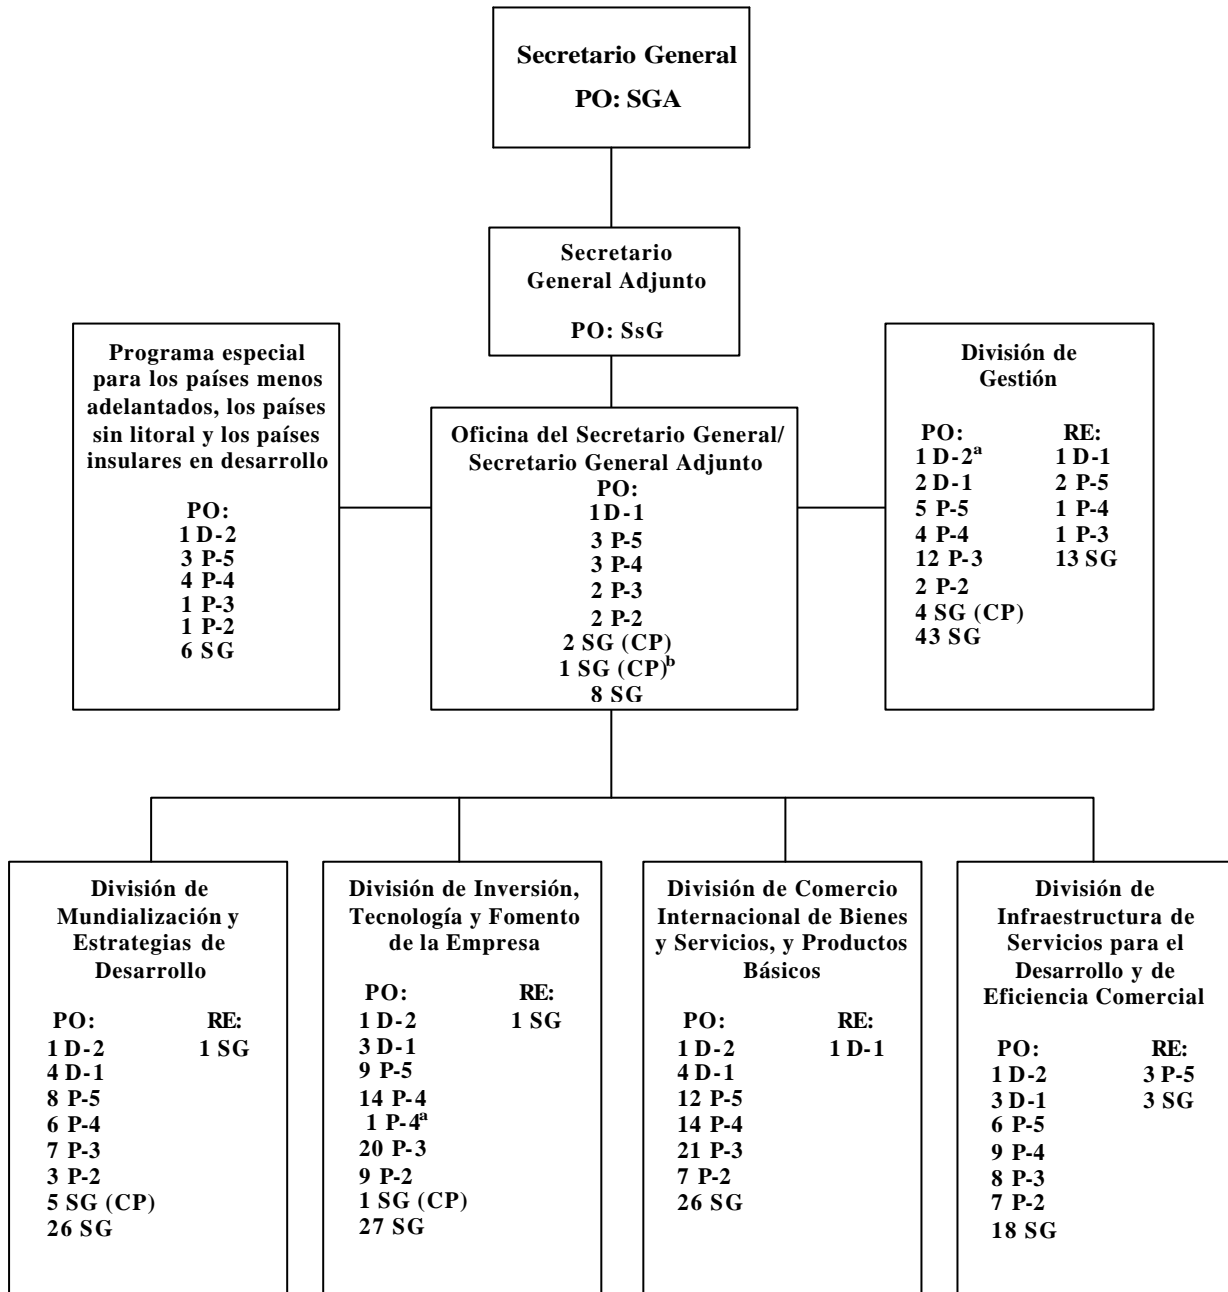 Secretario General
PO: SGA
Secretario
General Adjunto
PO: SsG
Programa especial
para los países menos
adelantados, los países
sin litoral y los países
insulares en desarrollo
PO:
1 D-2
3 P-5
4 P-4
1 P-3
1 P-2
6 SG
Oficina del Secretario General/
Secretario General Adjunto
PO:
1 D-1
3 P-5
3 P-4
2 P-3
2 P-2
2 SG (CP)
1 SG (CP)b
8 SG
División de
Gestión
PO: RE:
1 D-2a 1 D-1
2 D-1 2 P-5
5 P-5 1 P-4
4 P-4 1 P-3
12 P-3 13 SG
2 P-2
4 SG (CP)
43 SG
División de
Mundialización y
Estrategias de
Desarrollo
PO: RE:
1 D-2 1 SG
4 D-1
8 P-5
6 P-4
7 P-3
3 P-2
5 SG (CP)
26 SG
División de Inversión,
Tecnología y Fomento
de la Empresa
PO: RE:
1 D-2 1 SG
3 D-1
9 P-5
14 P-4
1 P-4a
20 P-3
9 P-2
1 SG (CP)
27 SG
División de Comercio
Internacional de Bienes
y Servicios, y Productos
Básicos
PO: RE:
1 D-2 1 D-1
4 D-1
12 P-5
14 P-4
21 P-3
7 P-2
26 SG
División de
Infraestructura de
Servicios para el
Desarrollo y de
Eficiencia Comercial
PO: RE:
1 D-2 3 P-5
3 D-1 3 SG
6 P-5
9 P-4
8 P-3
7 P-2
18 SG